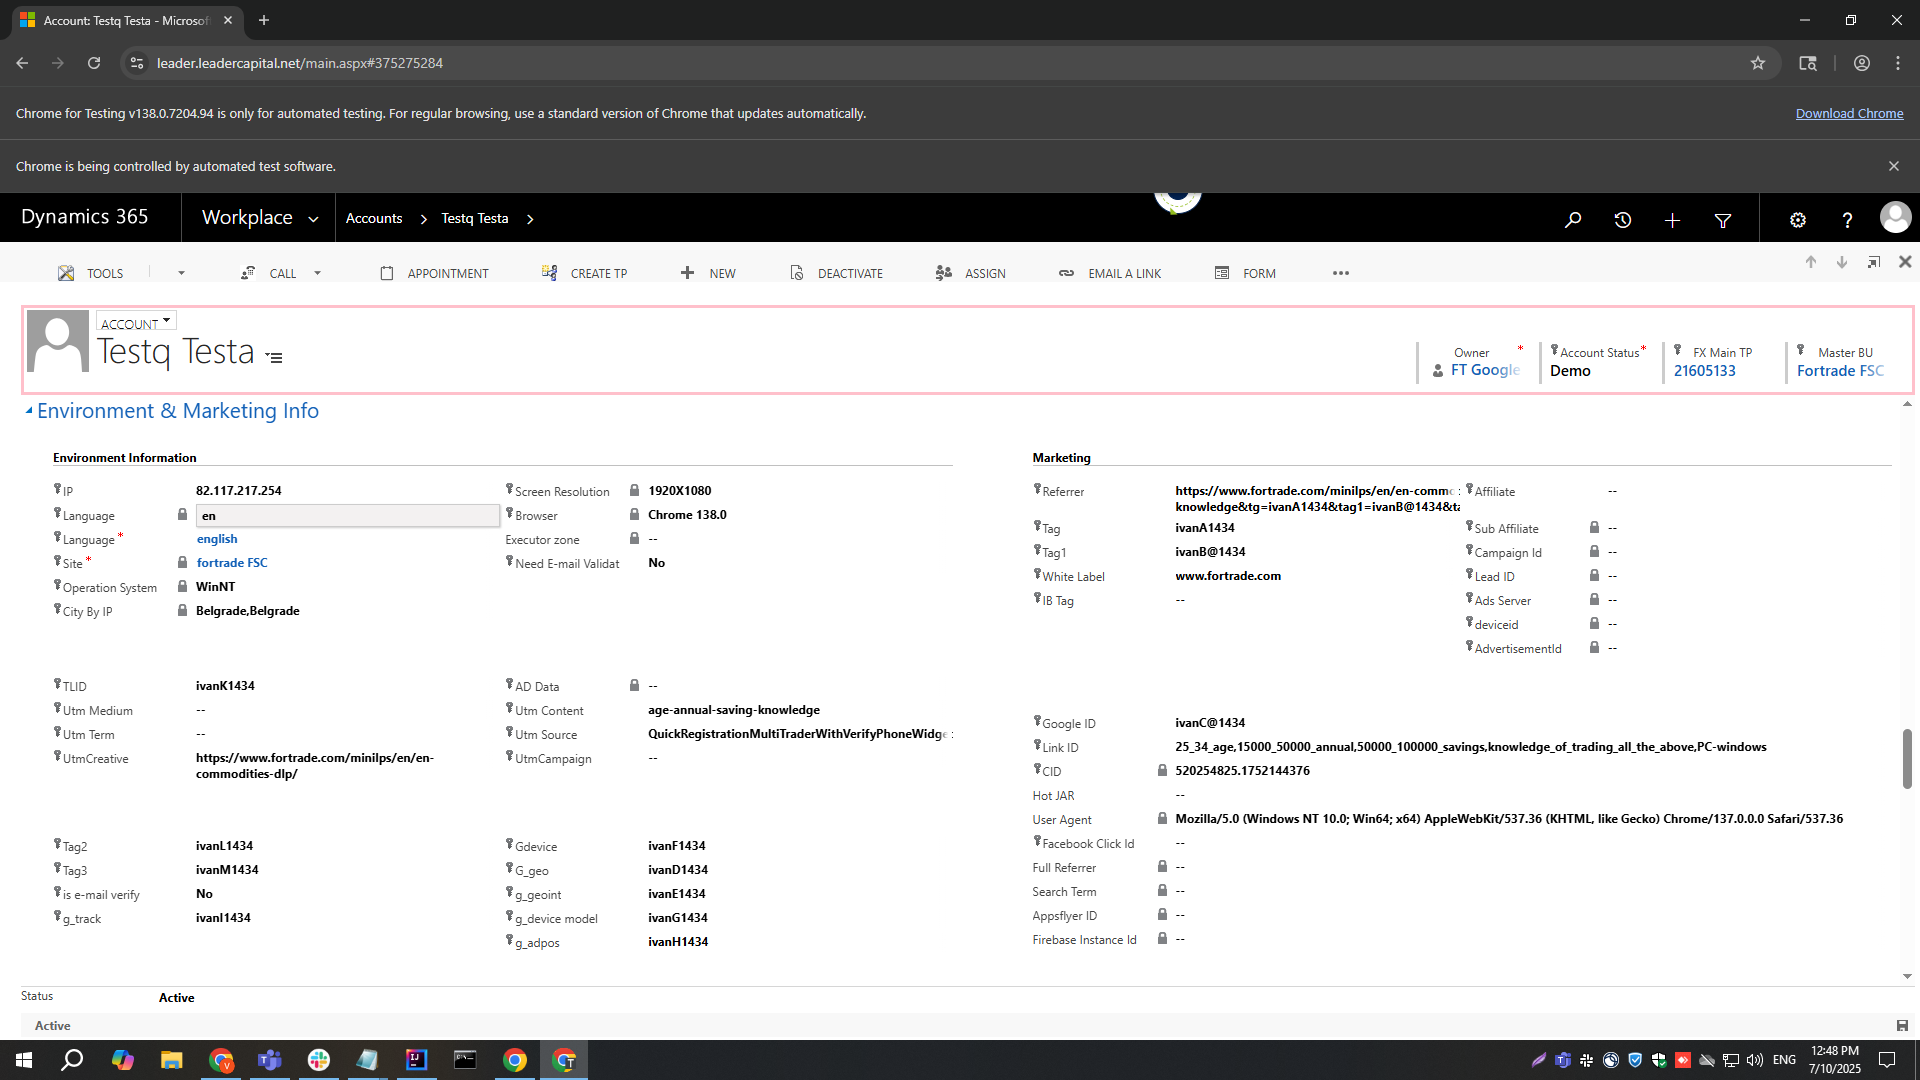 Account: Testq Testa - Microsof
leader.leadercapital.net/main.aspx#375275284
Chrome for Testing v138.0.7204.94 is only for automated testing. For regular browsing, use a standard version of Chrome that updates automatically.
Download Chrome
Chrome is being controlled by automated test software.
Dynamics 365
Workplace
Accounts
Testq Testa
TOOLS
CALL
APPOINTMENT
CREATE TP
NEW
DEACTIVATE
ASSIGN
EMAIL A LINK
FORM
ACCOUNT
Testq Testa
Owner *
FT Google
Account Status *
Demo
FX Main TP
21605133
Master BU
Fortrade FSC
Environment & Marketing Info
Environment Information
IP 82.117.217.254
Language en
Language * english
Site * fortrade FSC
Operation System WinNT
City By IP Belgrade,Belgrade
Screen Resolution 1920X1080
Browser Chrome 138.0
Executor zone --
Need E-mail Validat No
TLID ivanK1434
Utm Medium --
Utm Term --
UtmCreative https://www.fortrade.com/minilps/en/en-
commodities-dlp/
AD Data --
Utm Content age-annual-saving-knowledge
Utm Source QuickRegistrationMultiTraderWithVerifyPhoneWidge
UtmCampaign --
Tag2 ivanL1434
Tag3 ivanM1434
is e-mail verify No
g_track ivanI1434
Gdevice ivanF1434
G_geo ivanD1434
g_geoint ivanE1434
g_device model ivanG1434
g_adpos ivanH1434
Marketing
Referrer https://www.fortrade.com/minilps/en/en-commo
knowledge&tg=ivanA1434&tag1=ivanB@1434&ta
Tag ivanA1434
Tag1 ivanB@1434
White Label www.fortrade.com
IB Tag --
Affiliate --
Sub Affiliate --
Campaign Id --
Lead ID --
Ads Server --
deviceid --
AdvertisementId --
Google ID ivanC@1434
Link ID 25_34_age,15000_50000_annual,50000_100000_savings,knowledge_of_trading_all_the_above,PC-windows
CID 520254825.1752144376
Hot JAR --
User Agent Mozilla/5.0 (Windows NT 10.0; Win64; x64) AppleWebKit/537.36 (KHTML, like Gecko) Chrome/137.0.0.0 Safari/537.36
Facebook Click Id --
Full Referrer --
Search Term --
Appsflyer ID --
Firebase Instance Id --
Status Active
Active
ENG
12:48 PM
7/10/2025